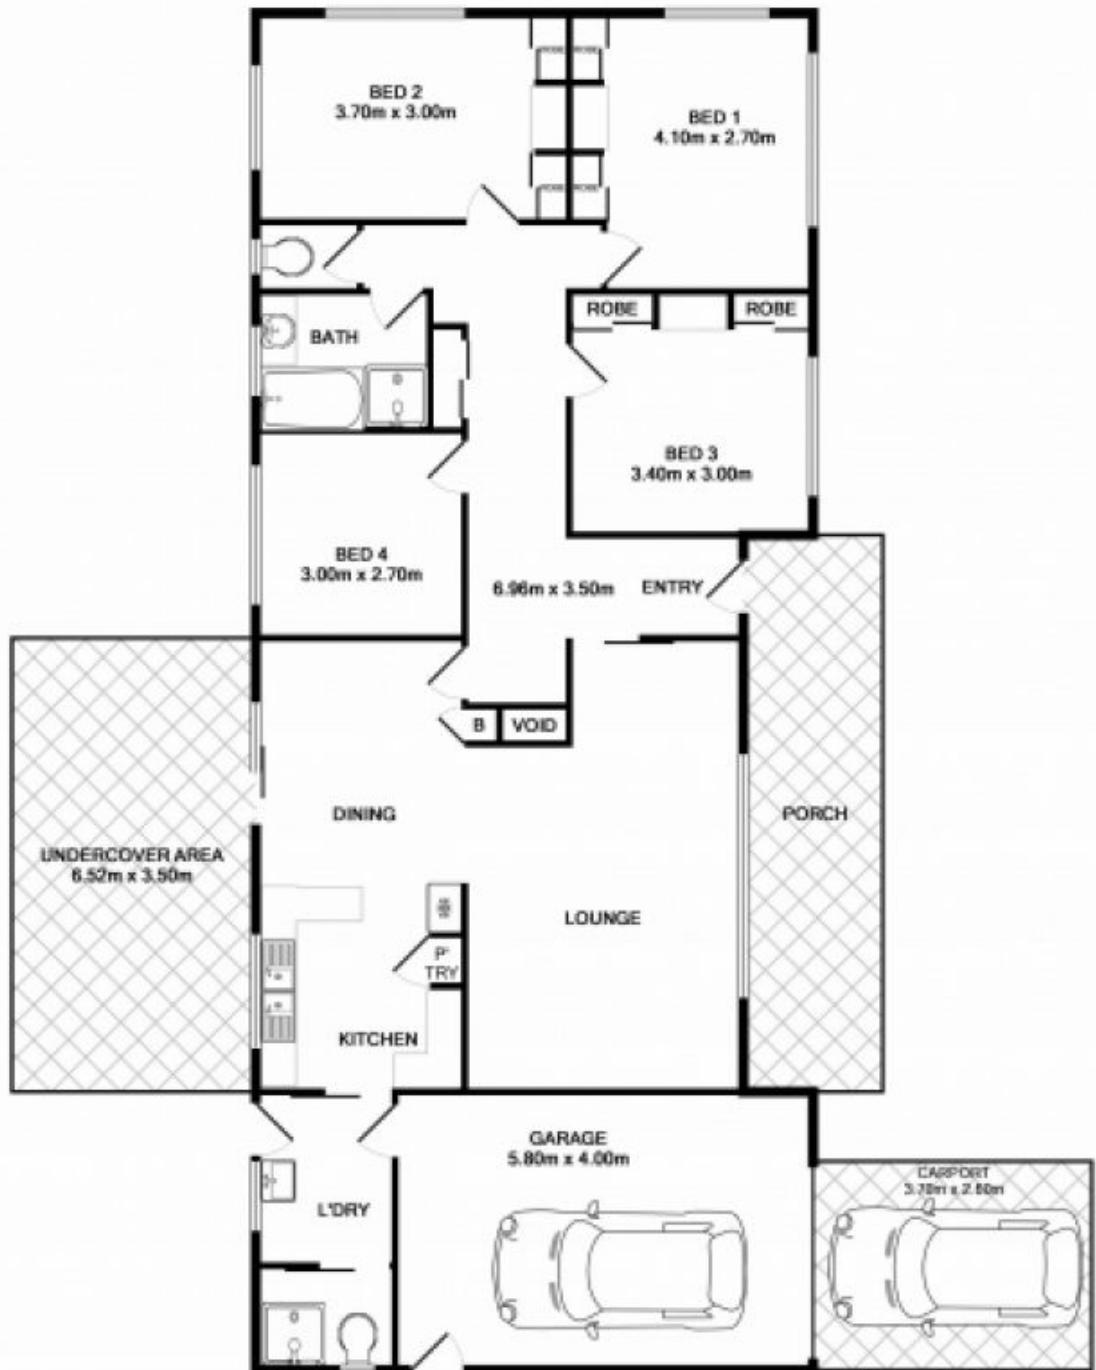 BED 2
3.70m x 3.00m
BED 1
4.10m x 2.70m
ROBE
ROBE
BATH
BED 3
3.40m x 3.00m
BED 4
3.00m x 2.70m
6.96m x 3.50m
ENTRY
B
VOID
DINING
PORCH
UNDERCOVER AREA
6.52m x 3.50m
LOUNGE
P'
TRY
KITCHEN
GARAGE
5.80m x 4.00m
CARPORT
L'DRY